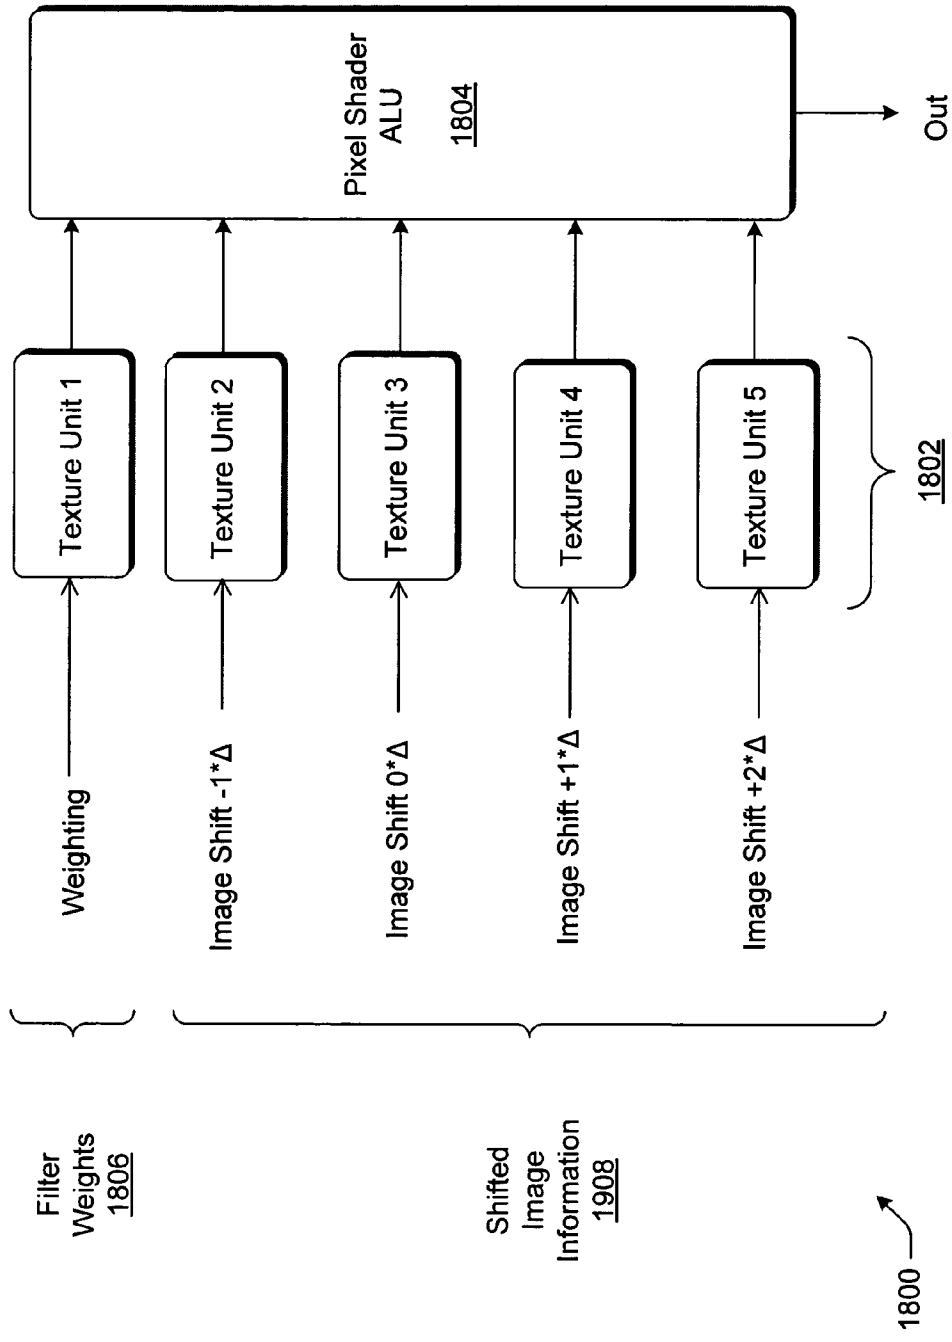 Filter
Weights
1806
Weighting
Texture Unit 1
Shifted
Image
Information
1908
Image Shift -1*Δ
Texture Unit 2
Image Shift 0*Δ
Texture Unit 3
Image Shift +1*Δ
Texture Unit 4
Image Shift +2*Δ
Texture Unit 5
1802
Pixel Shader
ALU
1804
Out
1800